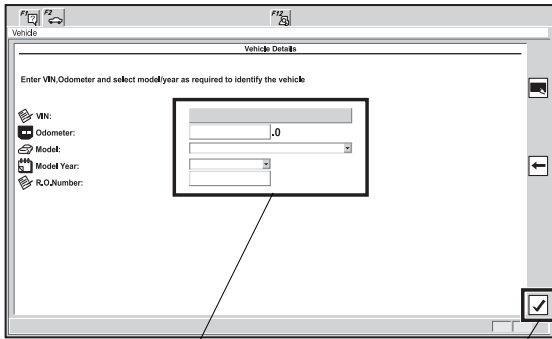 F1 F2 F12
Vehicle
Vehicle Details
Enter VIN,Odometer and select model/year as required to identify the vehicle
VIN:
Odometer: .0
Model:
Model Year:
R.O.Number: